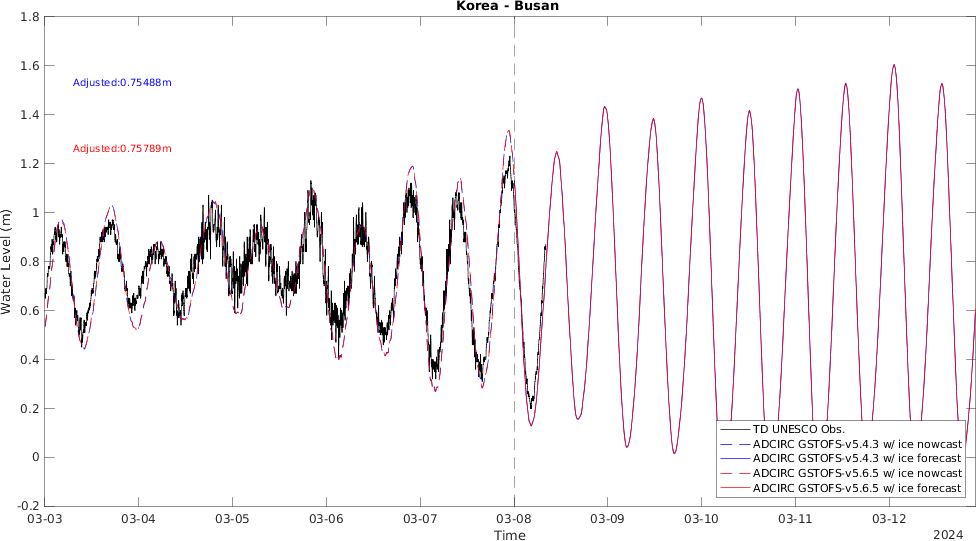 Korea - Busan
1.8
1.6
1.4
1.2
1
0.8
0.6
0.4
0.2
0
-0.2
Water Level (m)
Adjusted:0.75488m
Adjusted:0.75789m
TD UNESCO Obs.
ADCIRC GSTOFS-v5.4.3 w/ ice nowcast
ADCIRC GSTOFS-v5.4.3 w/ ice forecast
ADCIRC GSTOFS-v5.6.5 w/ ice nowcast
ADCIRC GSTOFS-v5.6.5 w/ ice forecast
03-03 03-04 03-05 03-06 03-07 03-08 03-09 03-10 03-11 03-12
Time
2024